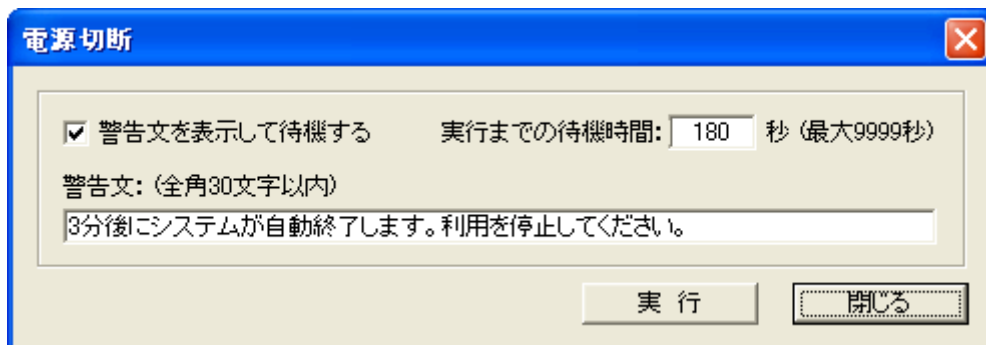 電源切断
警告文を表示して待機する 実行までの待機時間: 180 秒 (最大9999秒)
警告文: (全角30文字以内)
3分後にシステムが自動終了します。利用を停止してください。
実 行 閉じる